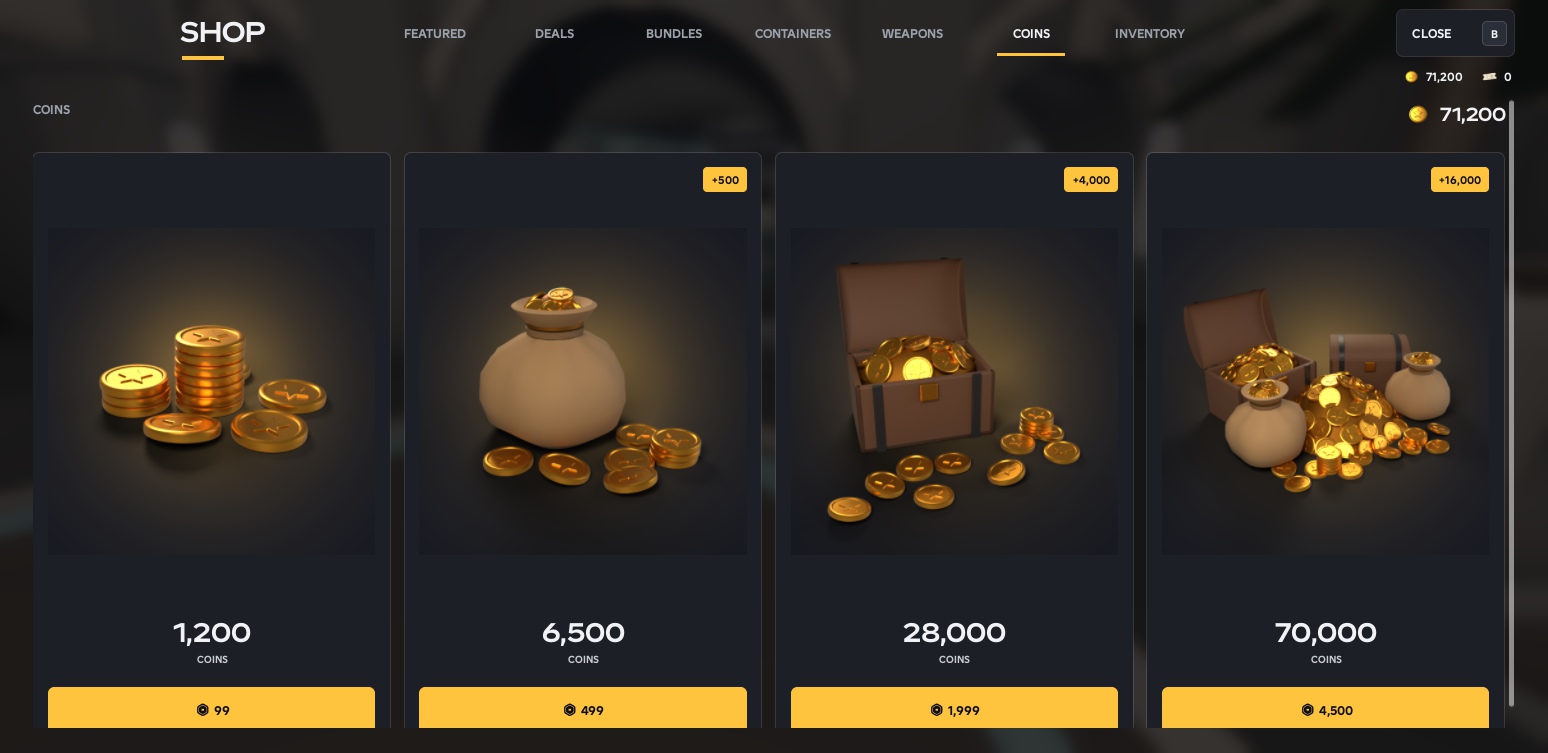 SHOP
FEATURED DEALS BUNDLES CONTAINERS WEAPONS COINS INVENTORY
CLOSE B
71,200 0
COINS
71,200
+500
+4,000
+16,000
1,200
COINS
99
6,500
COINS
499
28,000
COINS
1,999
70,000
COINS
4,500